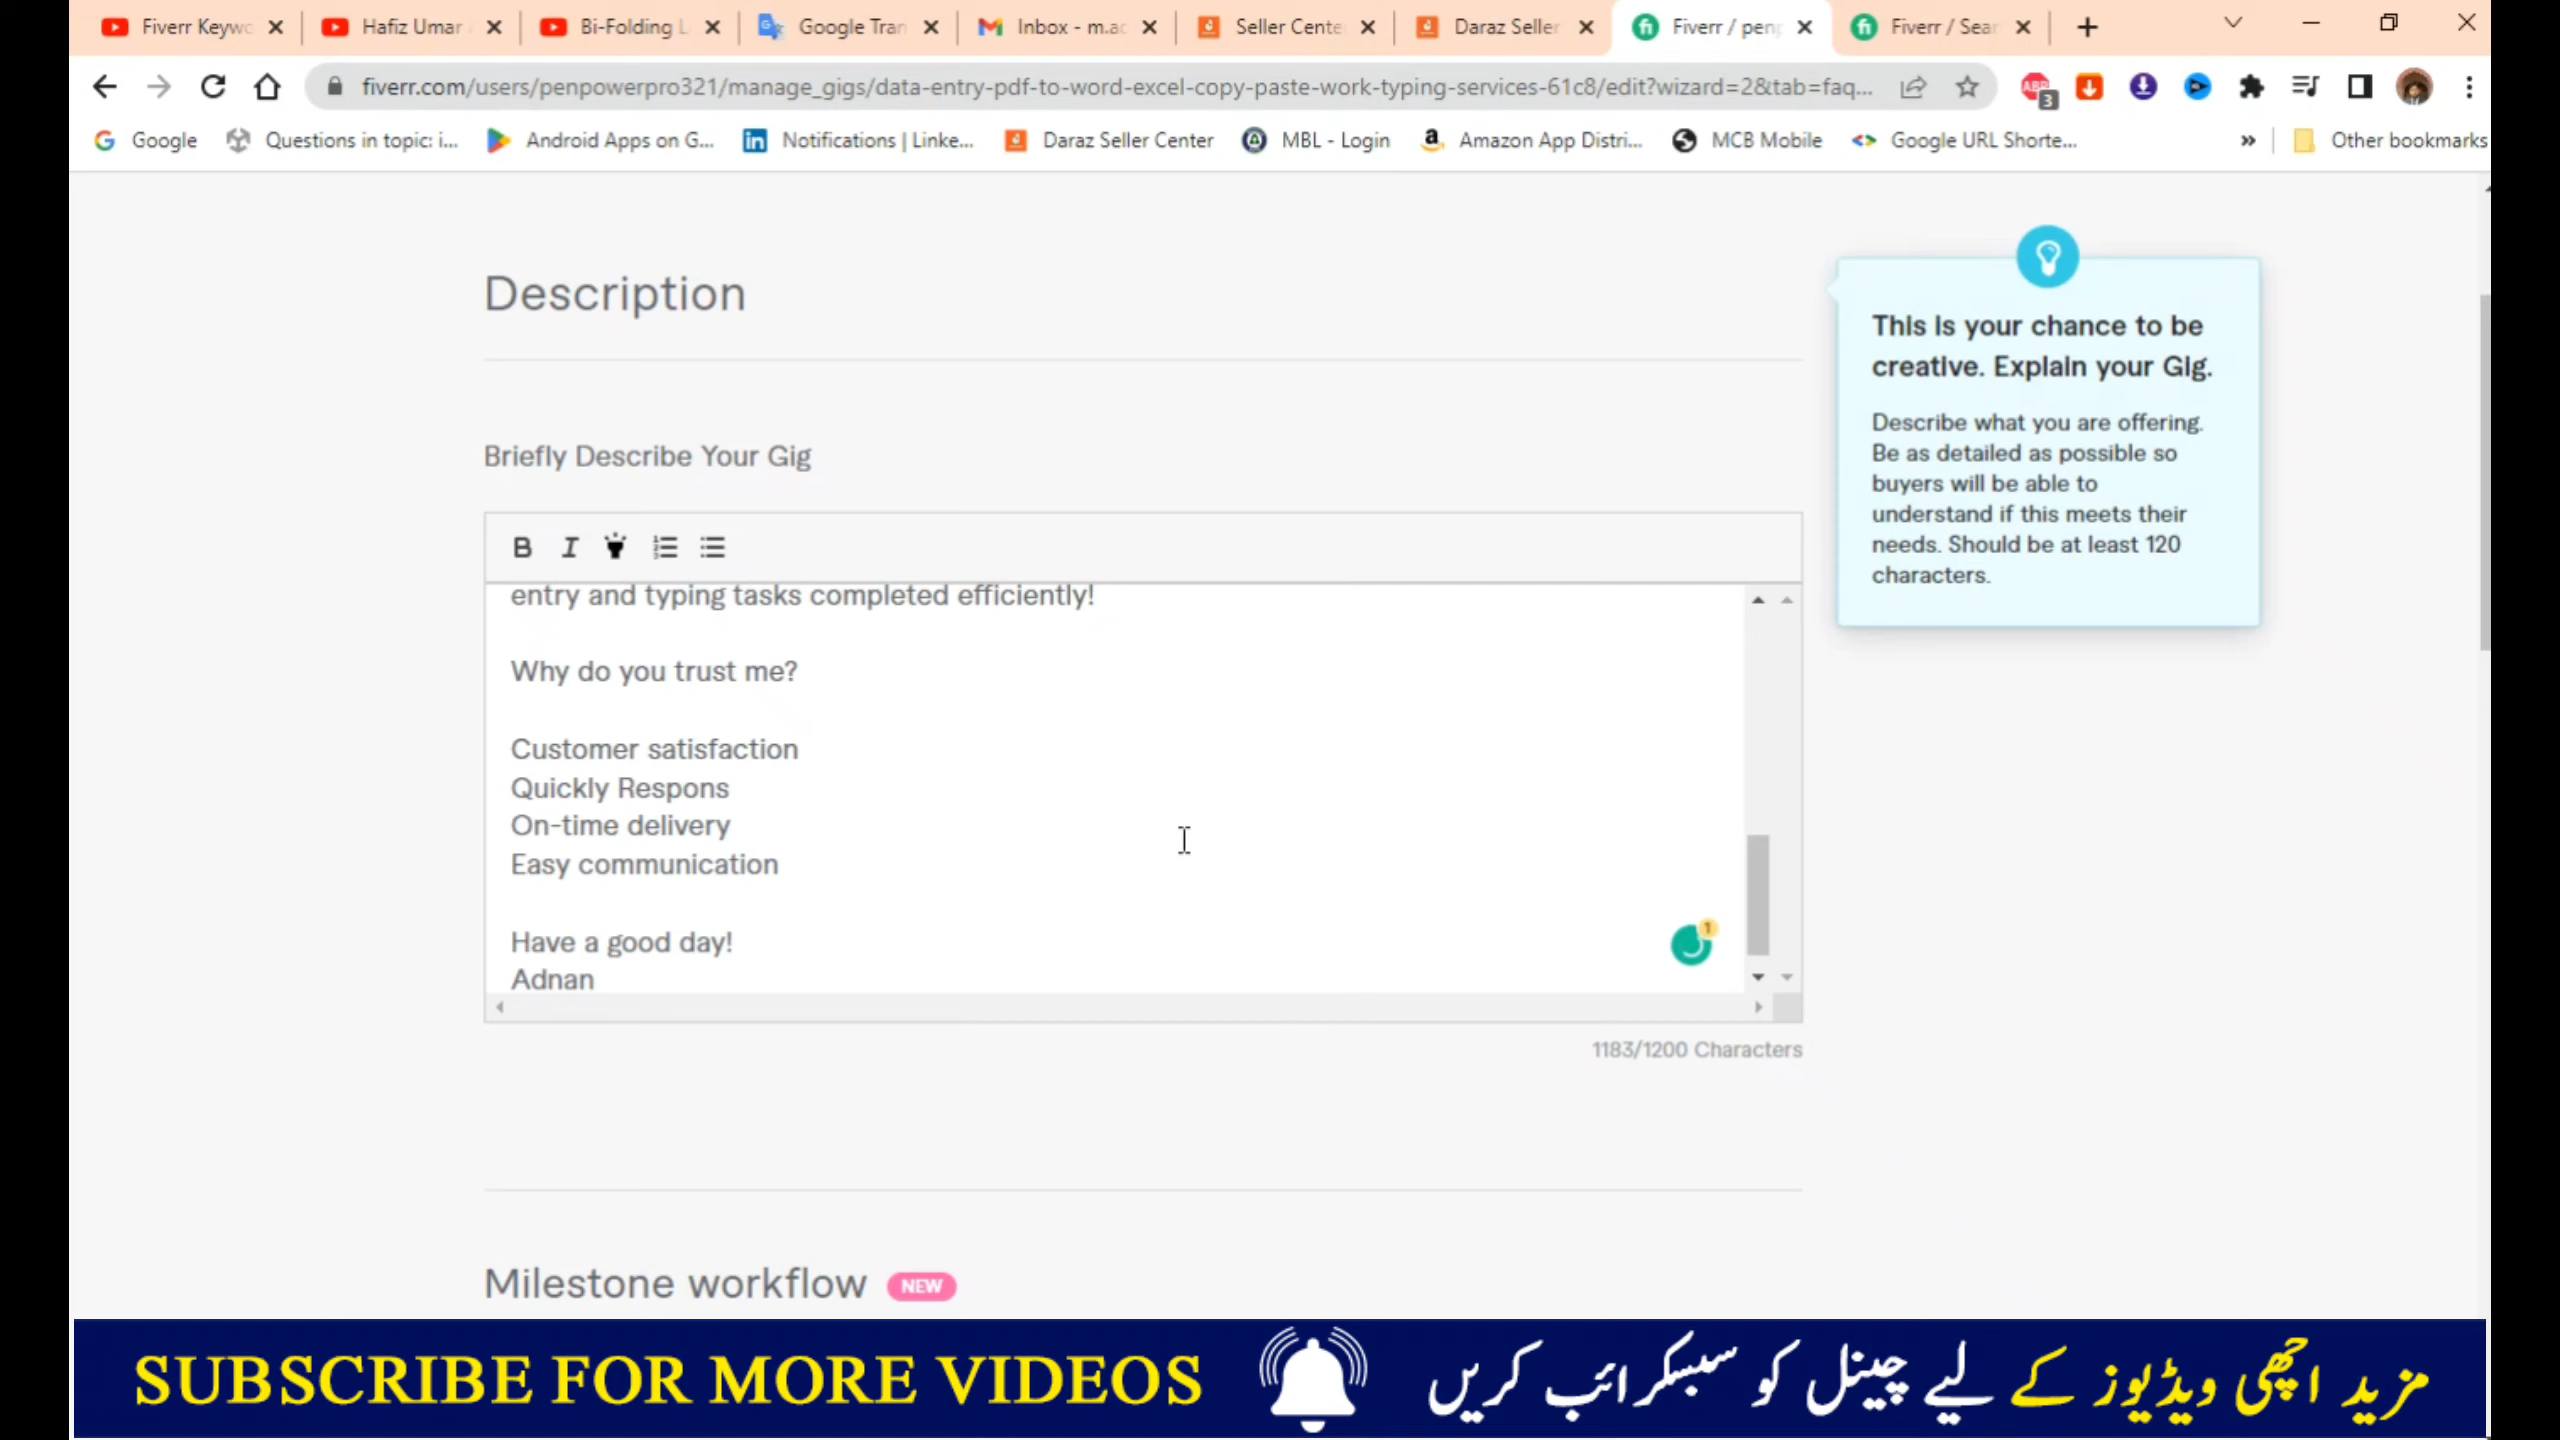 Fiverr Keywo
Hafiz Umar
Bi-Folding L
Google Tran
Inbox - m.ac
Seller Cente
Daraz Seller
Fiverr / penp
Fiverr / Sear
fiverr.com/users/penpowerpro321/manage_gigs/data-entry-pdf-to-word-excel-copy-paste-work-typing-services-61c8/edit?wizard=2&tab=faq...
ABP
3
Google
Questions in topic: i...
Android Apps on G...
Notifications | Linke...
Daraz Seller Center
MBL - Login
Amazon App Distri...
MCB Mobile
Google URL Shorte...
»
Other bookmarks
Description
This is your chance to be
creative. Explain your Gig.
Describe what you are offering.
Be as detailed as possible so
buyers will be able to
understand if this meets their
needs. Should be at least 120
characters.
Briefly Describe Your Gig
B I
entry and typing tasks completed efficiently!
Why do you trust me?
Customer satisfaction
Quickly Respons
On-time delivery
Easy communication
Have a good day!
Adnan
1
1183/1200 Characters
Milestone workflow NEW
SUBSCRIBE FOR MORE VIDEOS
مزید اچھی ویڈیوز کے لیے چینل کو سبسکرائب کریں